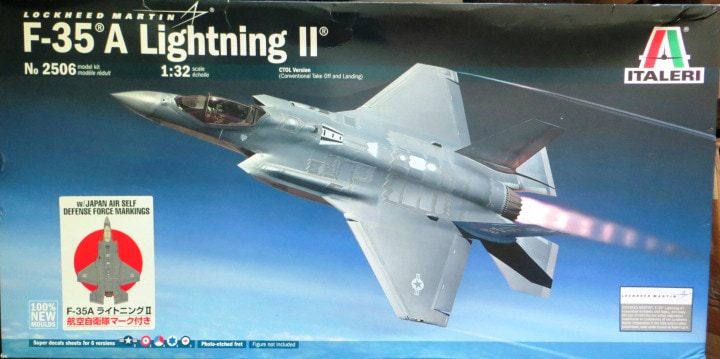 LOCKHEED MARTIN
F-35® A Lightning II®
No 2506 model kit
modèle réduit
1:32 scale
échelle
CTOL Version
(Conventional Take Off and Landing)
ITALERI
w/JAPAN AIR SELF
DEFENSE FORCE MARKINGS
F-35A ライトニングII
航空自衛隊マーク付き
100%
NEW
MOULDS
Super decals sheets for 6 versions
Photo-etched fret
Figure not included
LOCKHEED MARTIN